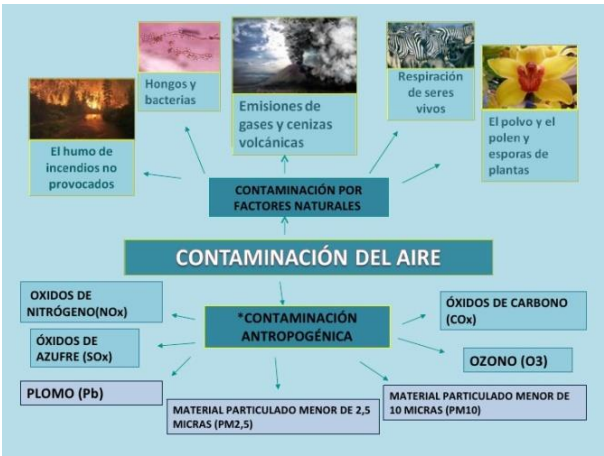 Hongos y
bacterias
Emisiones de
gases y cenizas
volcánicas
Respiración
de seres
vivos
El humo de
incendios no
provocados
El polvo y el
polen y
esporas de
plantas
CONTAMINACIÓN POR
FACTORES NATURALES
CONTAMINACIÓN DEL AIRE
OXIDOS DE
NITRÓGENO(NOx)
*CONTAMINACIÓN
ANTROPOGÉNICA
ÓXIDOS DE CARBONO
(COx)
ÓXIDOS DE
AZUFRE (SOx)
OZONO (O3)
PLOMO (Pb)
MATERIAL PARTICULADO MENOR DE 2,5
MICRAS (PM2,5)
MATERIAL PARTICULADO MENOR DE
10 MICRAS (PM10)